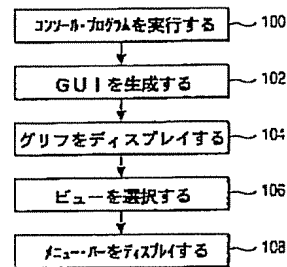 コンソール・プログラムを実行する 100
GUIを生成する 102
グリフをディスプレイする 104
ビューを選択する 106
メニュー・バーをディスプレイする 108